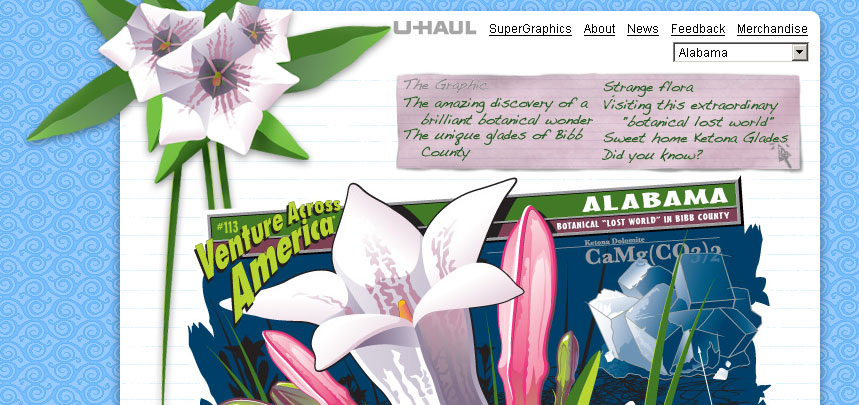 U-HAUL SuperGraphics About News Feedback Merchandise
Alabama
The Graphic
The amazing discovery of a
brilliant botanical wonder
The unique glades of Bibb
County
Strange flora
Visiting this extraordinary
"botanical lost world"
Sweet home Ketona Glades
Did you know?
#113
Venture Across
America
ALABAMA
BOTANICAL "LOST WORLD" IN BIBB COUNTY
Ketona Dolomite
CaMg(CO3)2